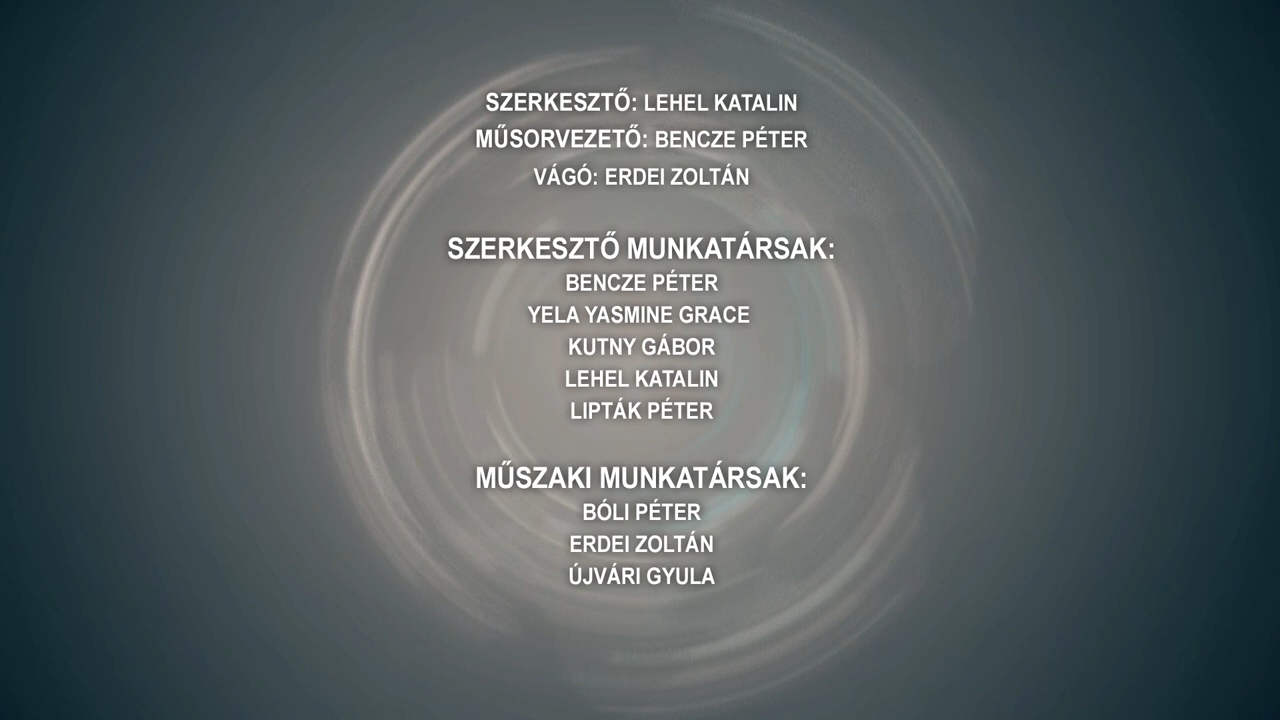 SZERKESZTŐ: LEHEL KATALIN
MŰSORVEZETŐ: BENCZE PÉTER
VÁGÓ: ERDEI ZOLTÁN
SZERKESZTŐ MUNKATÁRSAK:
BENCZE PÉTER
YELA YASMINE GRACE
KUTNY GÁBOR
LEHEL KATALIN
LIPTÁK PÉTER
MŰSZAKI MUNKATÁRSAK:
BÓLI PÉTER
ERDEI ZOLTÁN
ÚJVÁRI GYULA